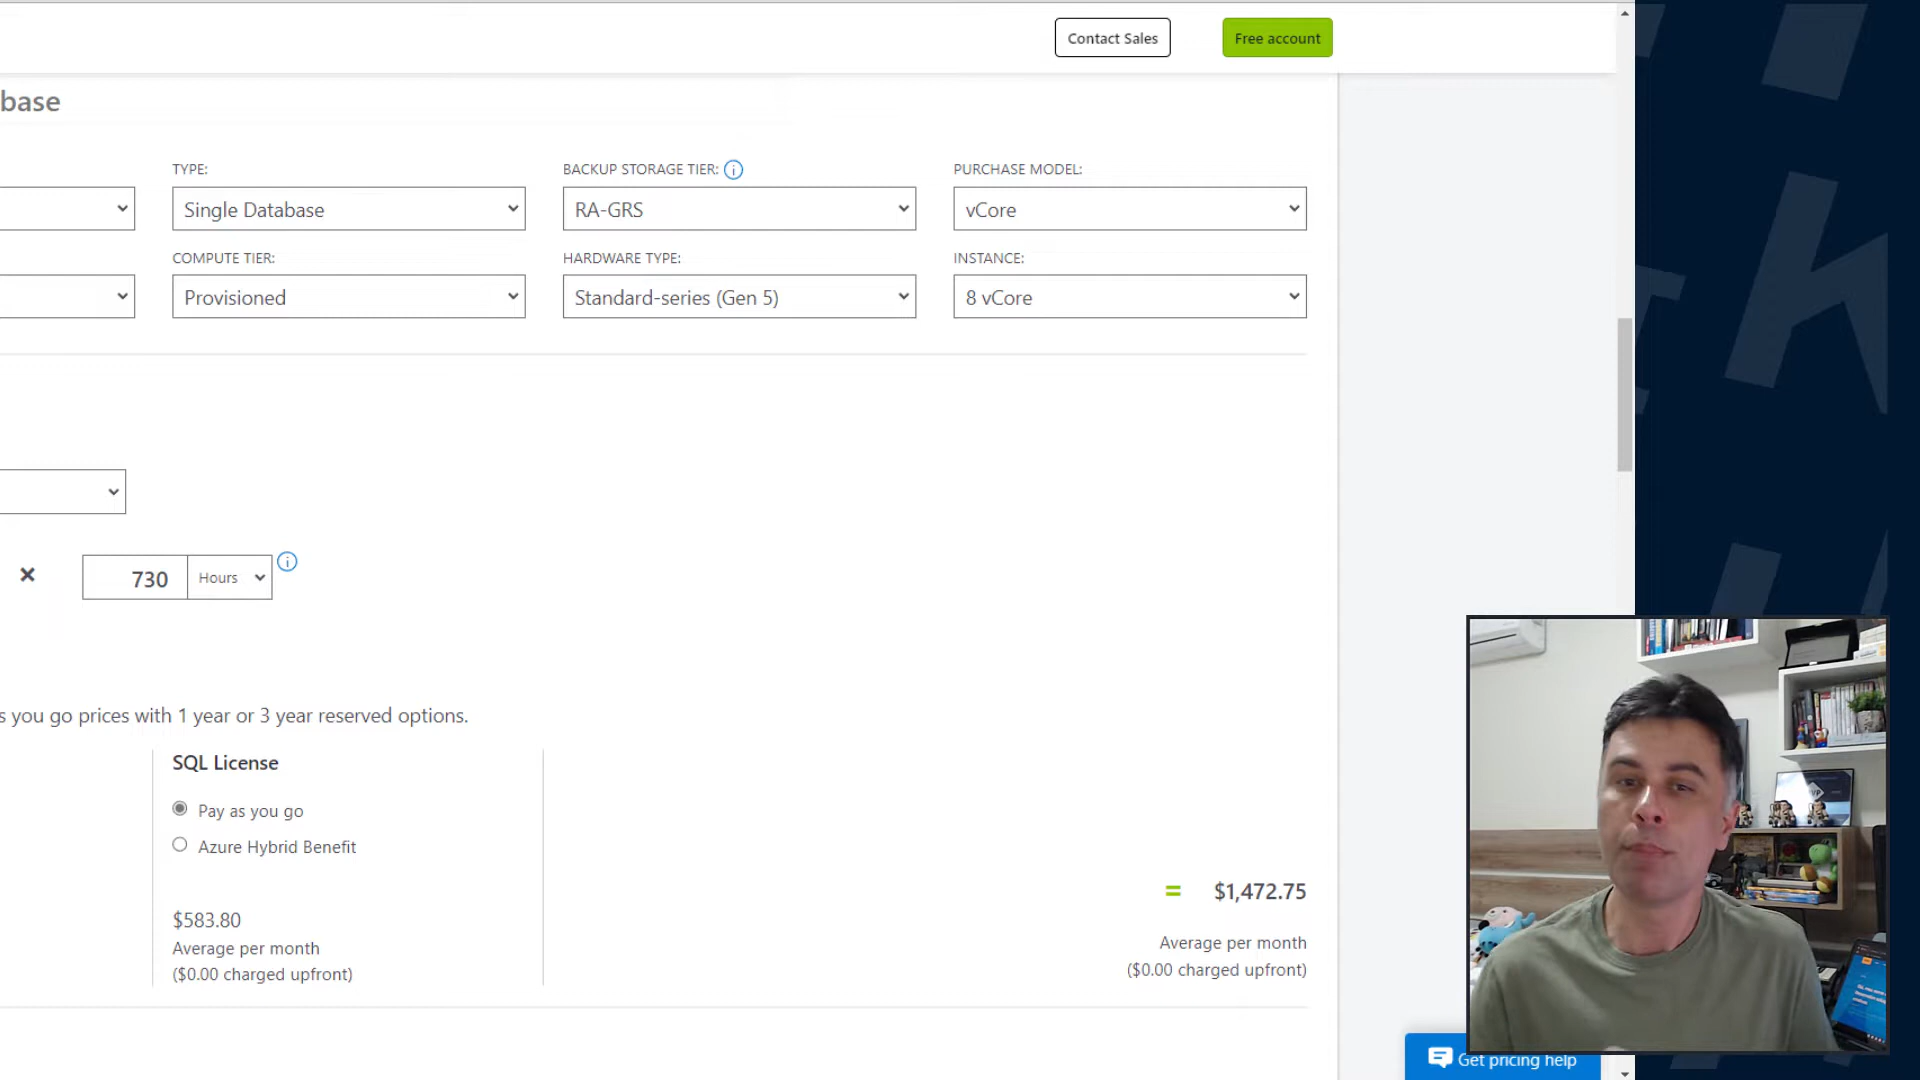 Contact Sales
Free account
base
TYPE:
BACKUP STORAGE TIER:
PURCHASE MODEL:
Single Database
RA-GRS
vCore
COMPUTE TIER:
HARDWARE TYPE:
INSTANCE:
Provisioned
Standard-series (Gen 5)
8 vCore
730
Hours
s you go prices with 1 year or 3 year reserved options.
SQL License
Pay as you go
Azure Hybrid Benefit
= $1,472.75
$583.80
Average per month
($0.00 charged upfront)
Average per month
($0.00 charged upfront)
Get pricing help